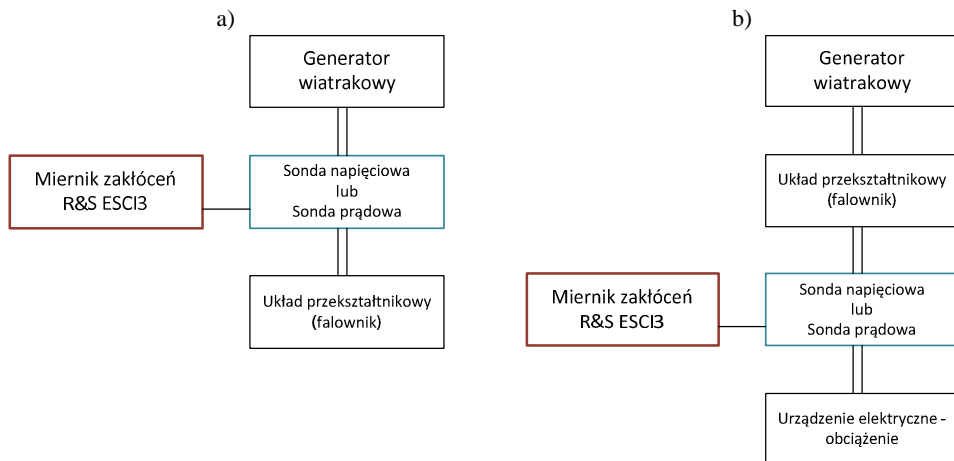 a)
Generator
wiatrakowy
Miernik zakłóceń
R&S ESCI3
Sonda napięciowa
lub
Sonda prądowa
Układ przekształtnikowy
(falownik)
b)
Generator
wiatrakowy
Układ przekształtnikowy
(falownik)
Miernik zakłóceń
R&S ESCI3
Sonda napięciowa
lub
Sonda prądowa
Urządzenie elektryczne -
obciążenie